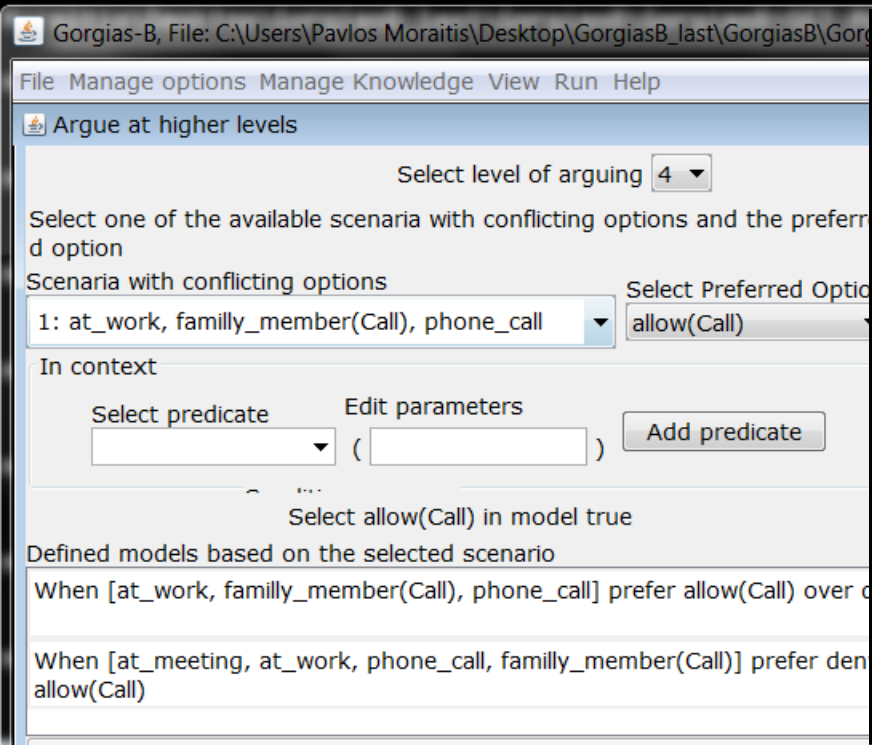 Gorgias-B, File: C:\Users\Pavlos Moraitis\Desktop\GorgiasB_last\GorgiasB\Gorg
File Manage options Manage Knowledge View Run Help
Argue at higher levels
Select level of arguing 4
Select one of the available scenaria with conflicting options and the preferr
d option
Scenaria with conflicting options
Select Preferred Optio
1: at_work, familly_member(Call), phone_call
allow(Call)
In context
Select predicate
Edit parameters
( )
Add predicate
Select allow(Call) in model true
Defined models based on the selected scenario
When [at_work, familly_member(Call), phone_call] prefer allow(Call) over
When [at_meeting, at_work, phone_call, familly_member(Call)] prefer den
allow(Call)